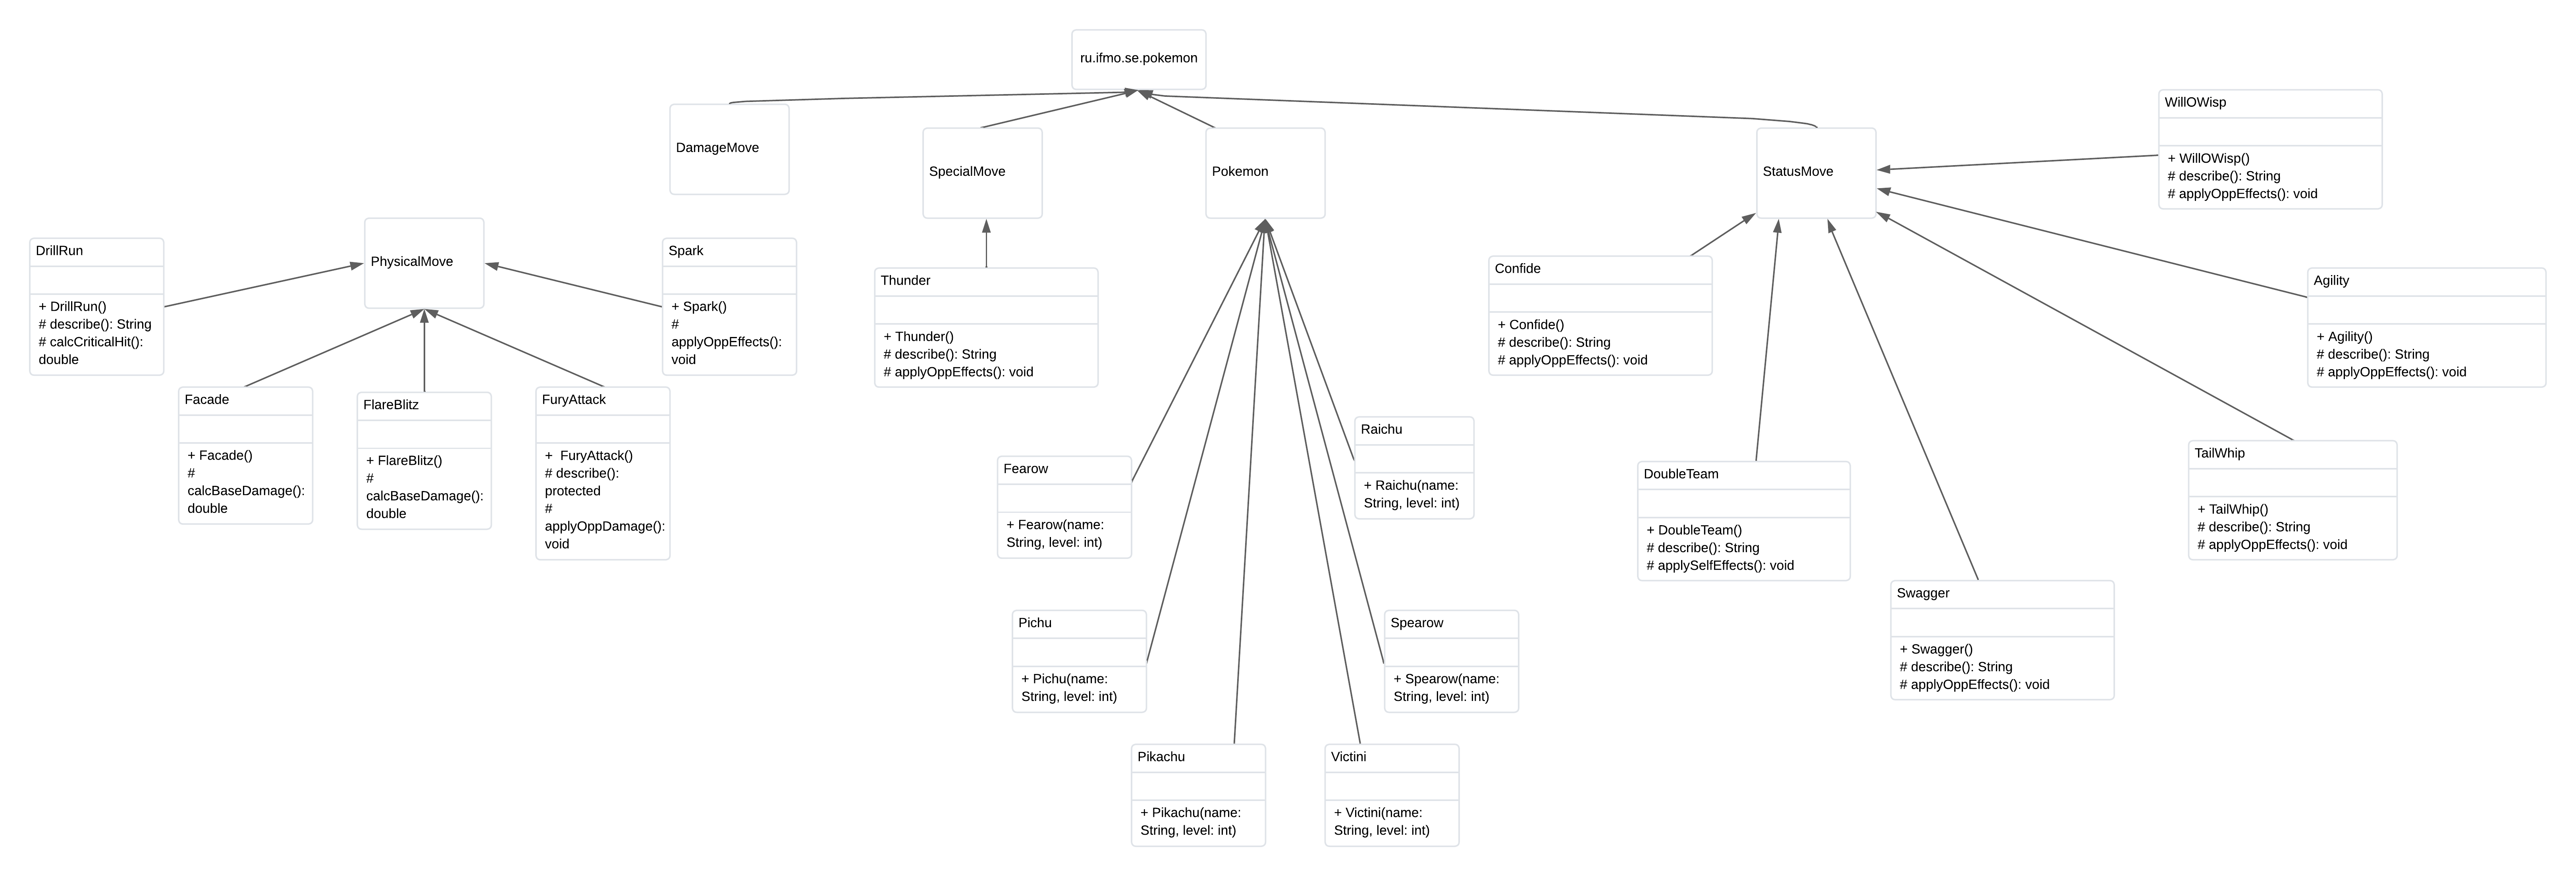 ru.ifmo.se.pokemon
DamageMove
SpecialMove
Pokemon
StatusMove
WillOWisp
+ WillOWisp()
# describe(): String
# applyOppEffects(): void
DrillRun
+ DrillRun()
# describe(): String
# calcCriticalHit():
double
PhysicalMove
Spark
+ Spark()
#
applyOppEffects():
void
Thunder
+ Thunder()
# describe(): String
# applyOppEffects(): void
Confide
+ Confide()
# describe(): String
# applyOppEffects(): void
Agility
+ Agility()
# describe(): String
# applyOppEffects(): void
Facade
+ Facade()
#
calcBaseDamage():
double
FlareBlitz
+ FlareBlitz()
#
calcBaseDamage():
double
FuryAttack
+  FuryAttack()
# describe():
protected
#
applyOppDamage():
void
Fearow
+ Fearow(name:
String, level: int)
Raichu
+ Raichu(name:
String, level: int)
DoubleTeam
+ DoubleTeam()
# describe(): String
# applySelfEffects(): void
TailWhip
+ TailWhip()
# describe(): String
# applyOppEffects(): void
Pichu
+ Pichu(name:
String, level: int)
Spearow
+ Spearow(name:
String, level: int)
Swagger
+ Swagger()
# describe(): String
# applyOppEffects(): void
Pikachu
+ Pikachu(name:
String, level: int)
Victini
+ Victini(name:
String, level: int)